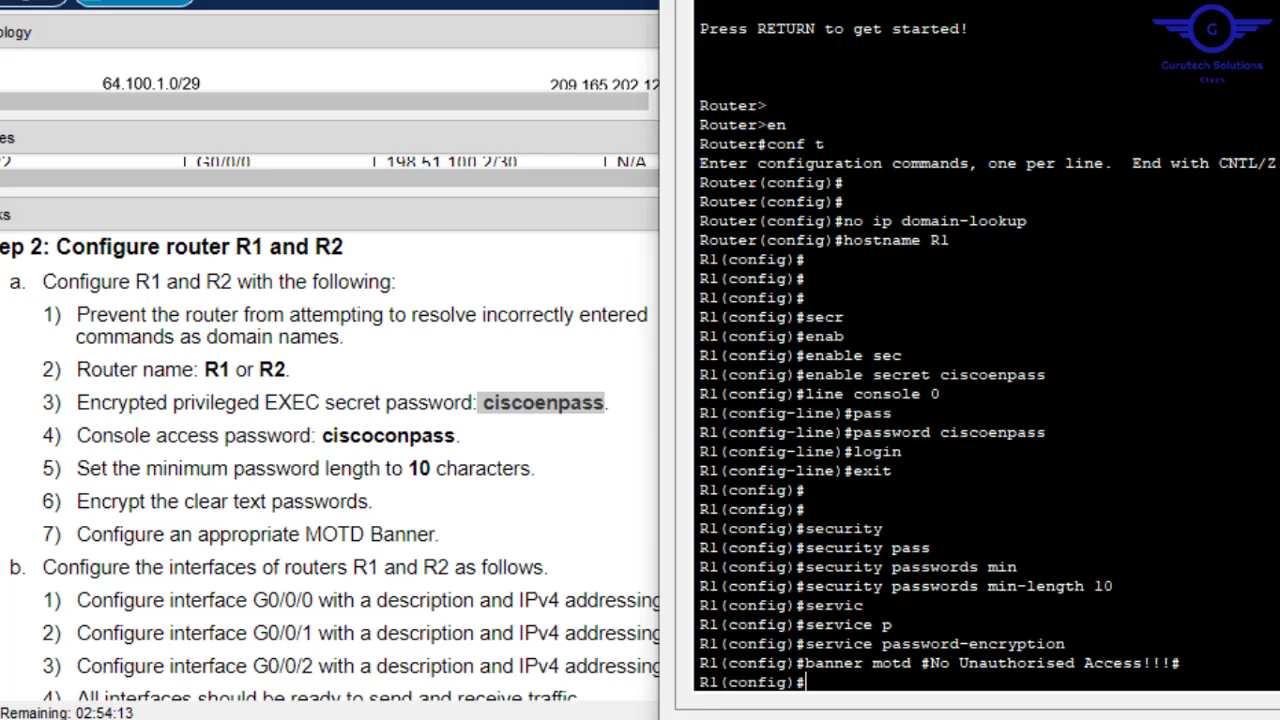 ology
64.100.1.0/29
209.165.202.12
es
G0/0/0
198.51.100.2/30
N/A
ks
ep 2: Configure router R1 and R2
a. Configure R1 and R2 with the following:
1) Prevent the router from attempting to resolve incorrectly entered
commands as domain names.
2) Router name: R1 or R2.
3) Encrypted privileged EXEC secret password: ciscoenpass.
4) Console access password: ciscoconpass.
5) Set the minimum password length to 10 characters.
6) Encrypt the clear text passwords.
7) Configure an appropriate MOTD Banner.
b. Configure the interfaces of routers R1 and R2 as follows.
1) Configure interface G0/0/0 with a description and IPv4 addressing
2) Configure interface G0/0/1 with a description and IPv4 addressing
3) Configure interface G0/0/2 with a description and IPv4 addressing
4) All interfaces should be ready to send and receive traffic
Remaining: 02:54:13
Press RETURN to get started!
G
Gurutech Solutions
Gtech
Router>
Router>en
Router#conf t
Enter configuration commands, one per line.  End with CNTL/Z
Router(config)#
Router(config)#
Router(config)#no ip domain-lookup
Router(config)#hostname R1
R1(config)#
R1(config)#
R1(config)#
R1(config)#secr
R1(config)#enab
R1(config)#enable sec
R1(config)#enable secret ciscoenpass
R1(config)#line console 0
R1(config-line)#pass
R1(config-line)#password ciscoenpass
R1(config-line)#login
R1(config-line)#exit
R1(config)#
R1(config)#
R1(config)#security
R1(config)#security pass
R1(config)#security passwords min
R1(config)#security passwords min-length 10
R1(config)#servic
R1(config)#service p
R1(config)#service password-encryption
R1(config)#banner motd #No Unauthorised Access!!!#
R1(config)#